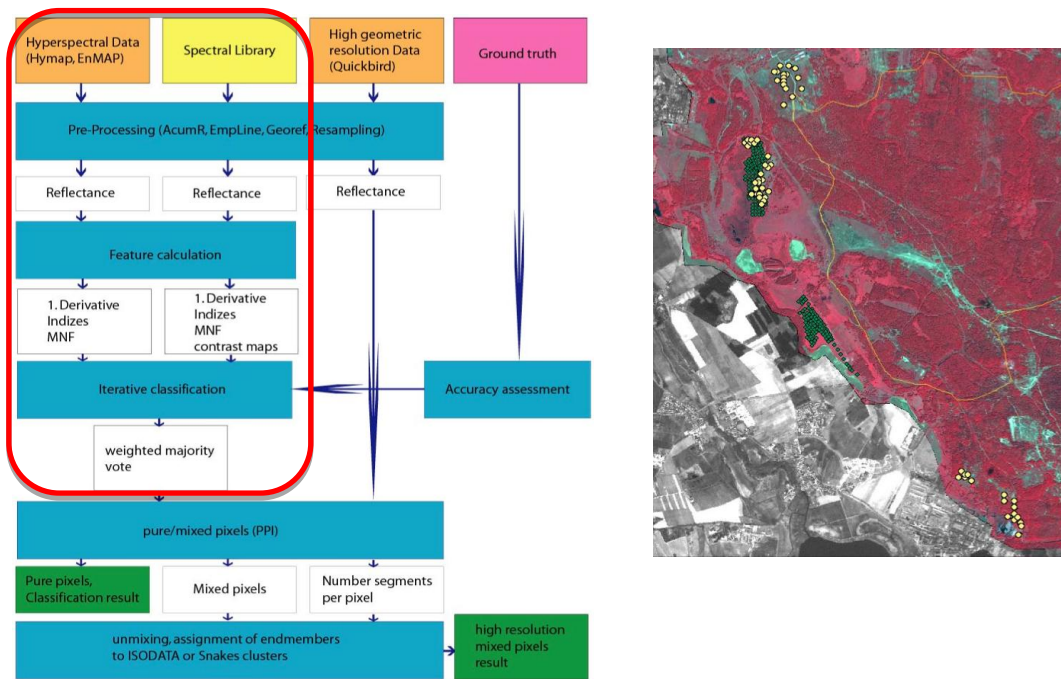 Hyperspectral Data
(Hymap, EnMAP)
Spectral Library
High geometric
resolution Data
(Quickbird)
Ground truth
Pre-Processing (AcumR, EmpLine, Georef, Resampling)
Reflectance
Reflectance
Reflectance
Feature calculation
1. Derivative
Indizes
MNF
1. Derivative
Indizes
MNF
contrast maps
Iterative classification
Accuracy assessment
weighted majority
vote
pure/mixed pixels (PPI)
Pure pixels,
Classification result
Mixed pixels
Number segments
per pixel
unmixing, assignment of endmembers
to ISODATA or Snakes clusters
high resolution
mixed pixels
result